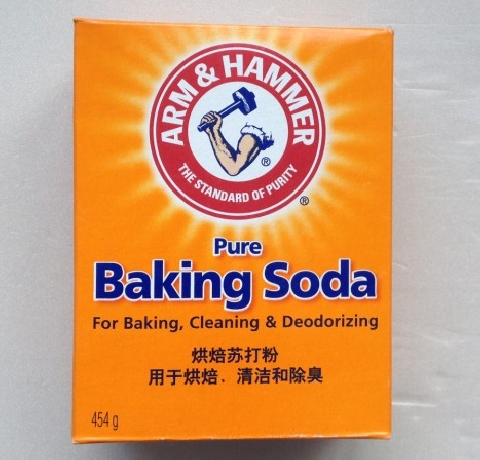 ARM & HAMMER
®
THE STANDARD OF PURITY
®
Pure
Baking Soda
For Baking, Cleaning & Deodorizing
烘焙苏打粉
用于烘焙、清洁和除臭
454 g